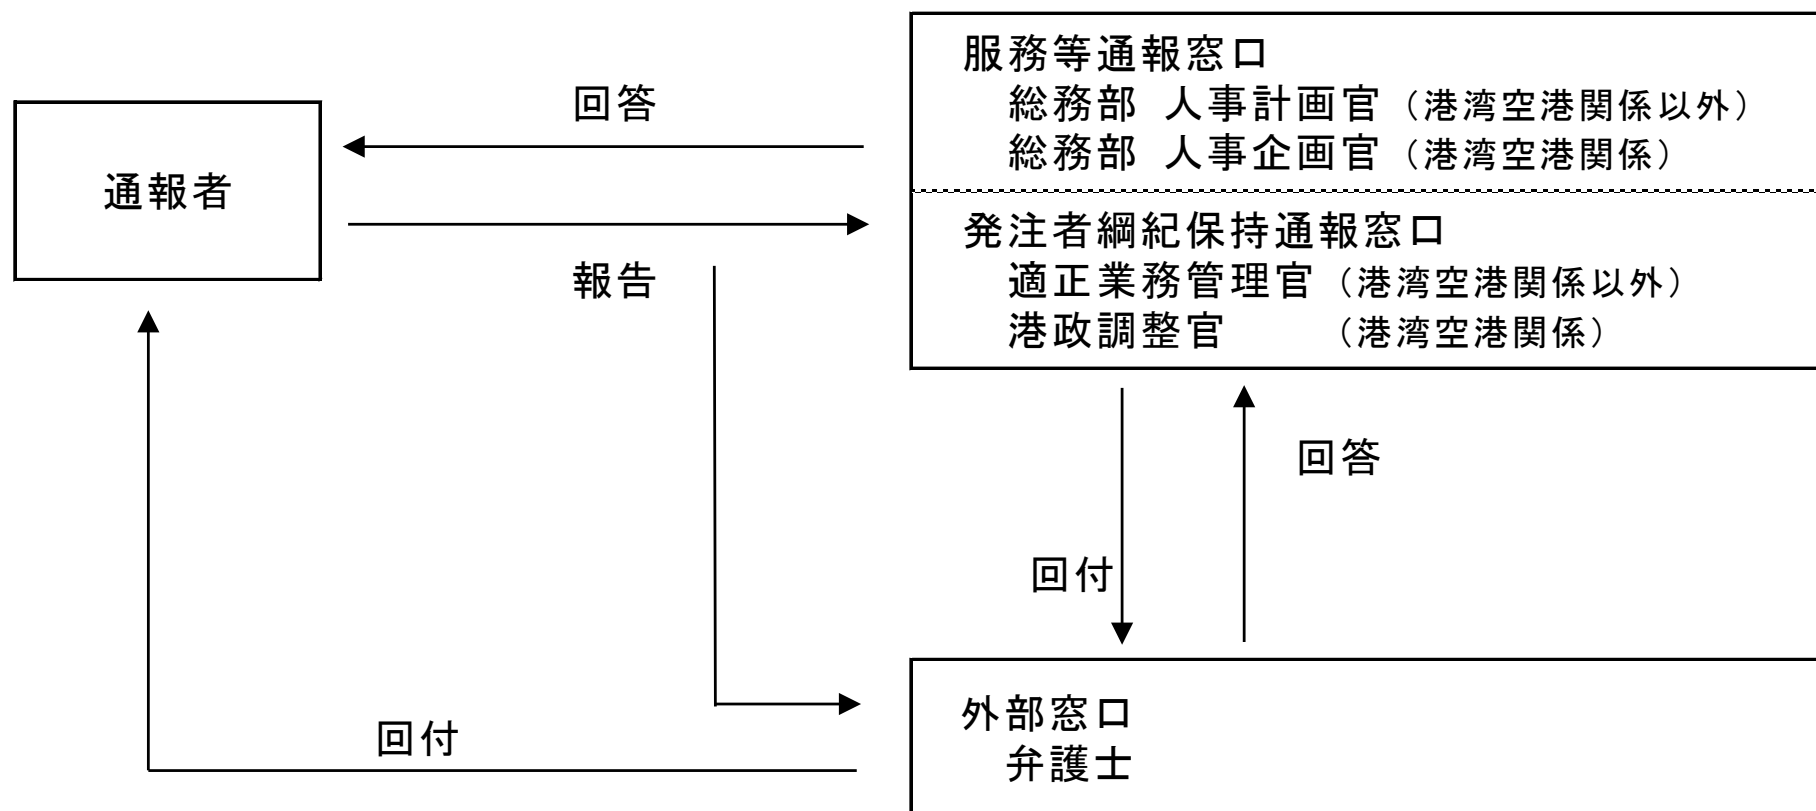 服務等通報窓口
総務部 人事計画官（港湾空港関係以外）
総務部 人事企画官（港湾空港関係）
回答
通報者
発注者綱紀保持通報窓口
適正業務管理官（港湾空港関係以外）
港政調整官 （港湾空港関係）
報告
回答
回付
外部窓口
弁護士
回付